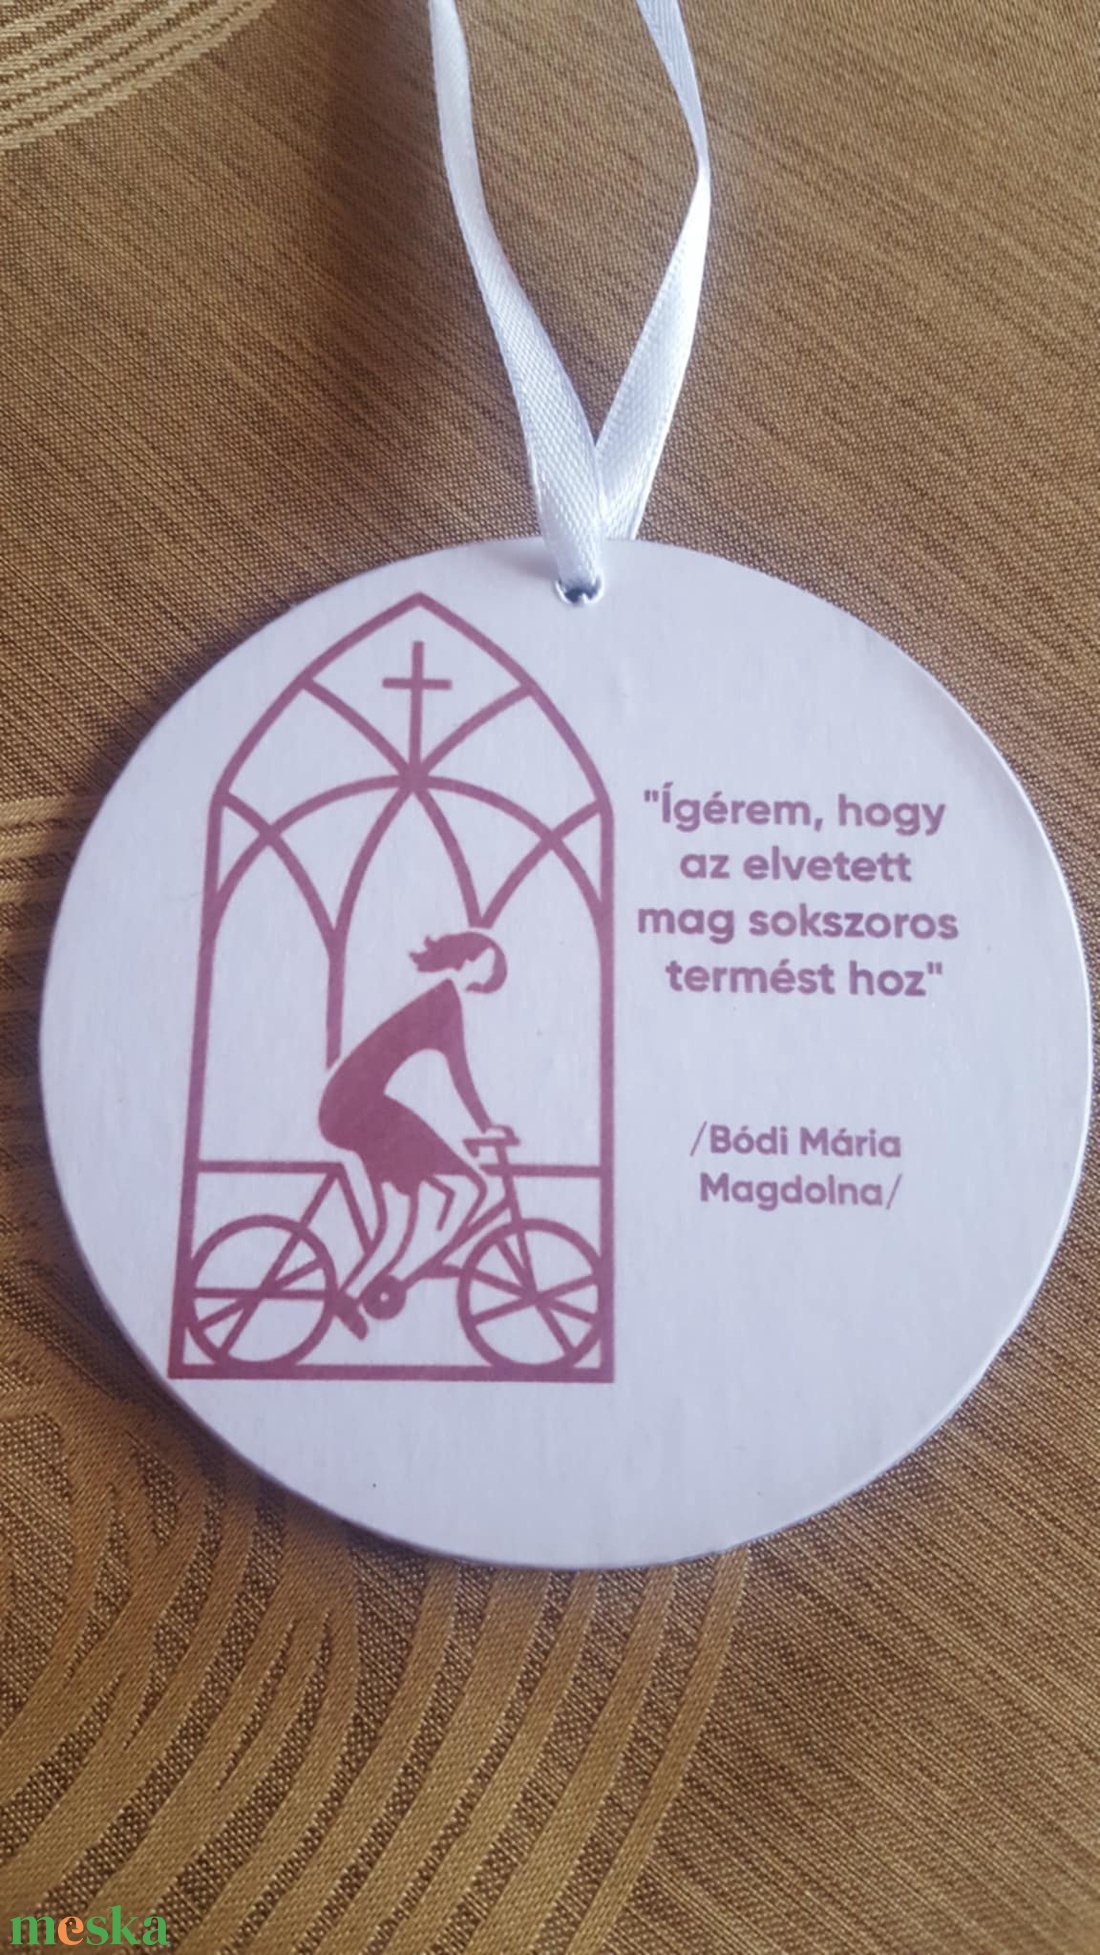 "Ígérem, hogy
az elvetett
mag sokszoros
termést hoz"
/Bódi Mária
Magdolna/
meska